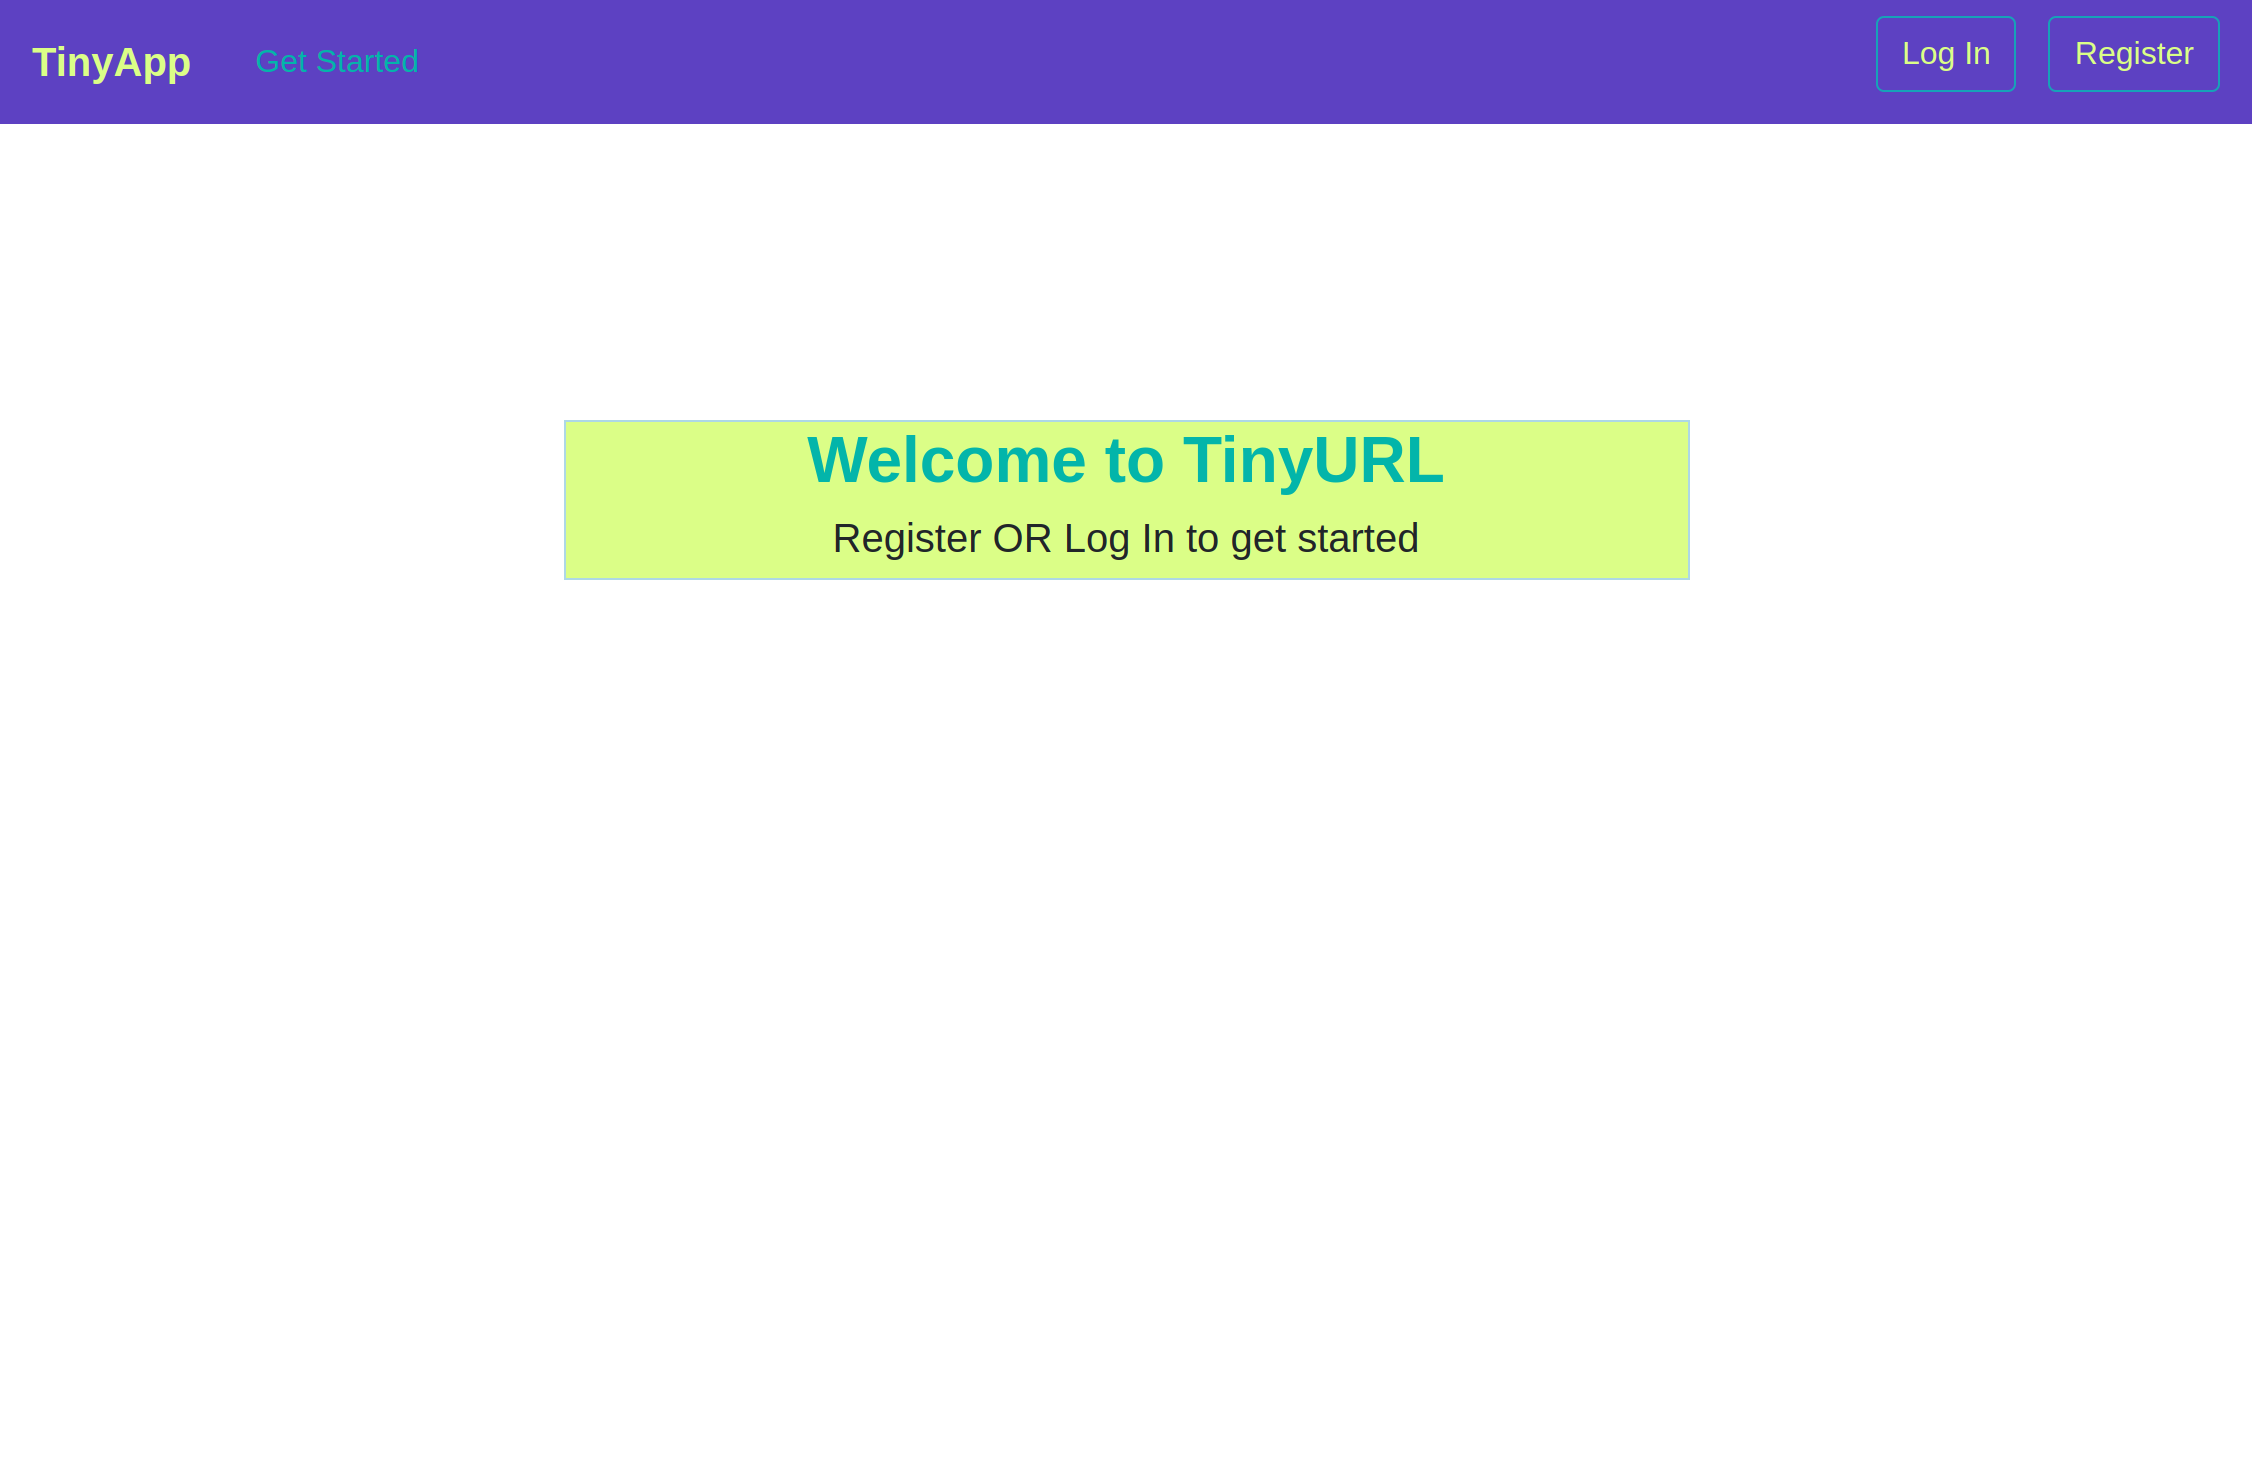 TinyApp
Get Started
Log In
Register
Welcome to TinyURL
Register OR Log In to get started